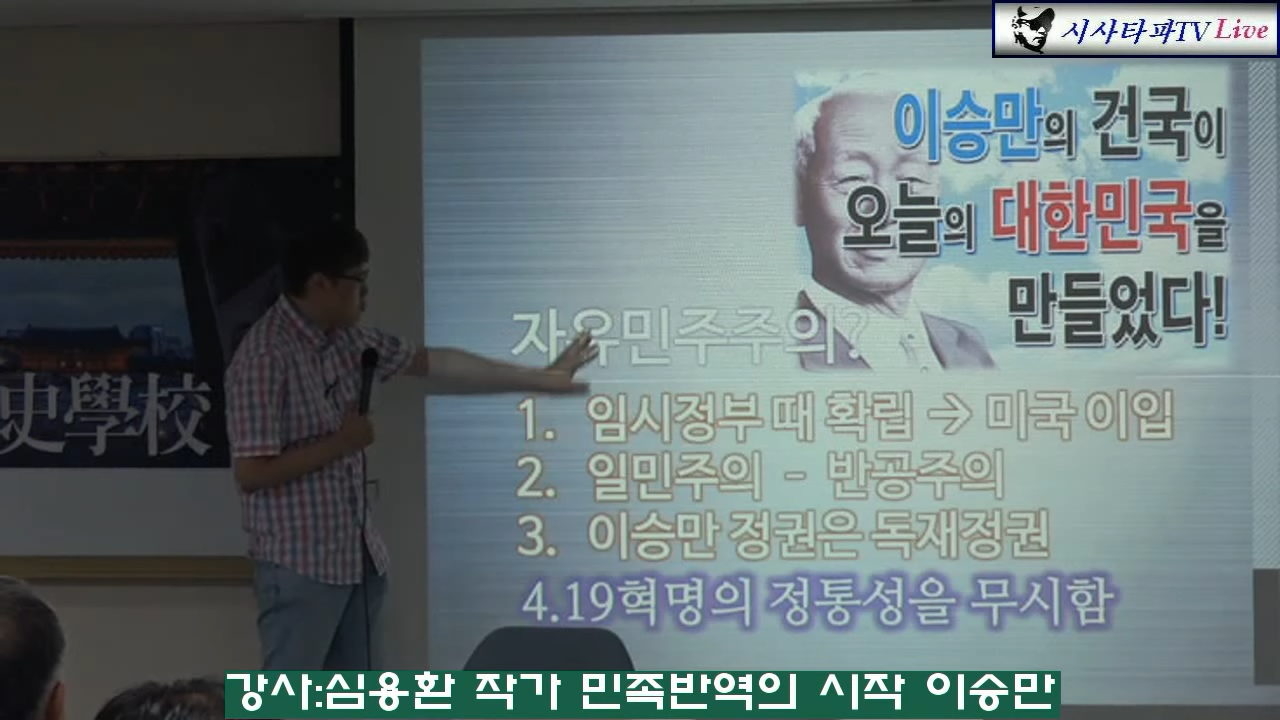 시사타파TV Live
이승만의 건국이
오늘의 대한민국을
만들었다!
자유민주주의?
1. 임시정부 때 확립 → 미국 이입
2. 일민주의 - 반공주의
3. 이승만 정권은 독재정권
4.19혁명의 정통성을 무시함
史學校
강사:심용환 작가 민족반역의 시작 이승만